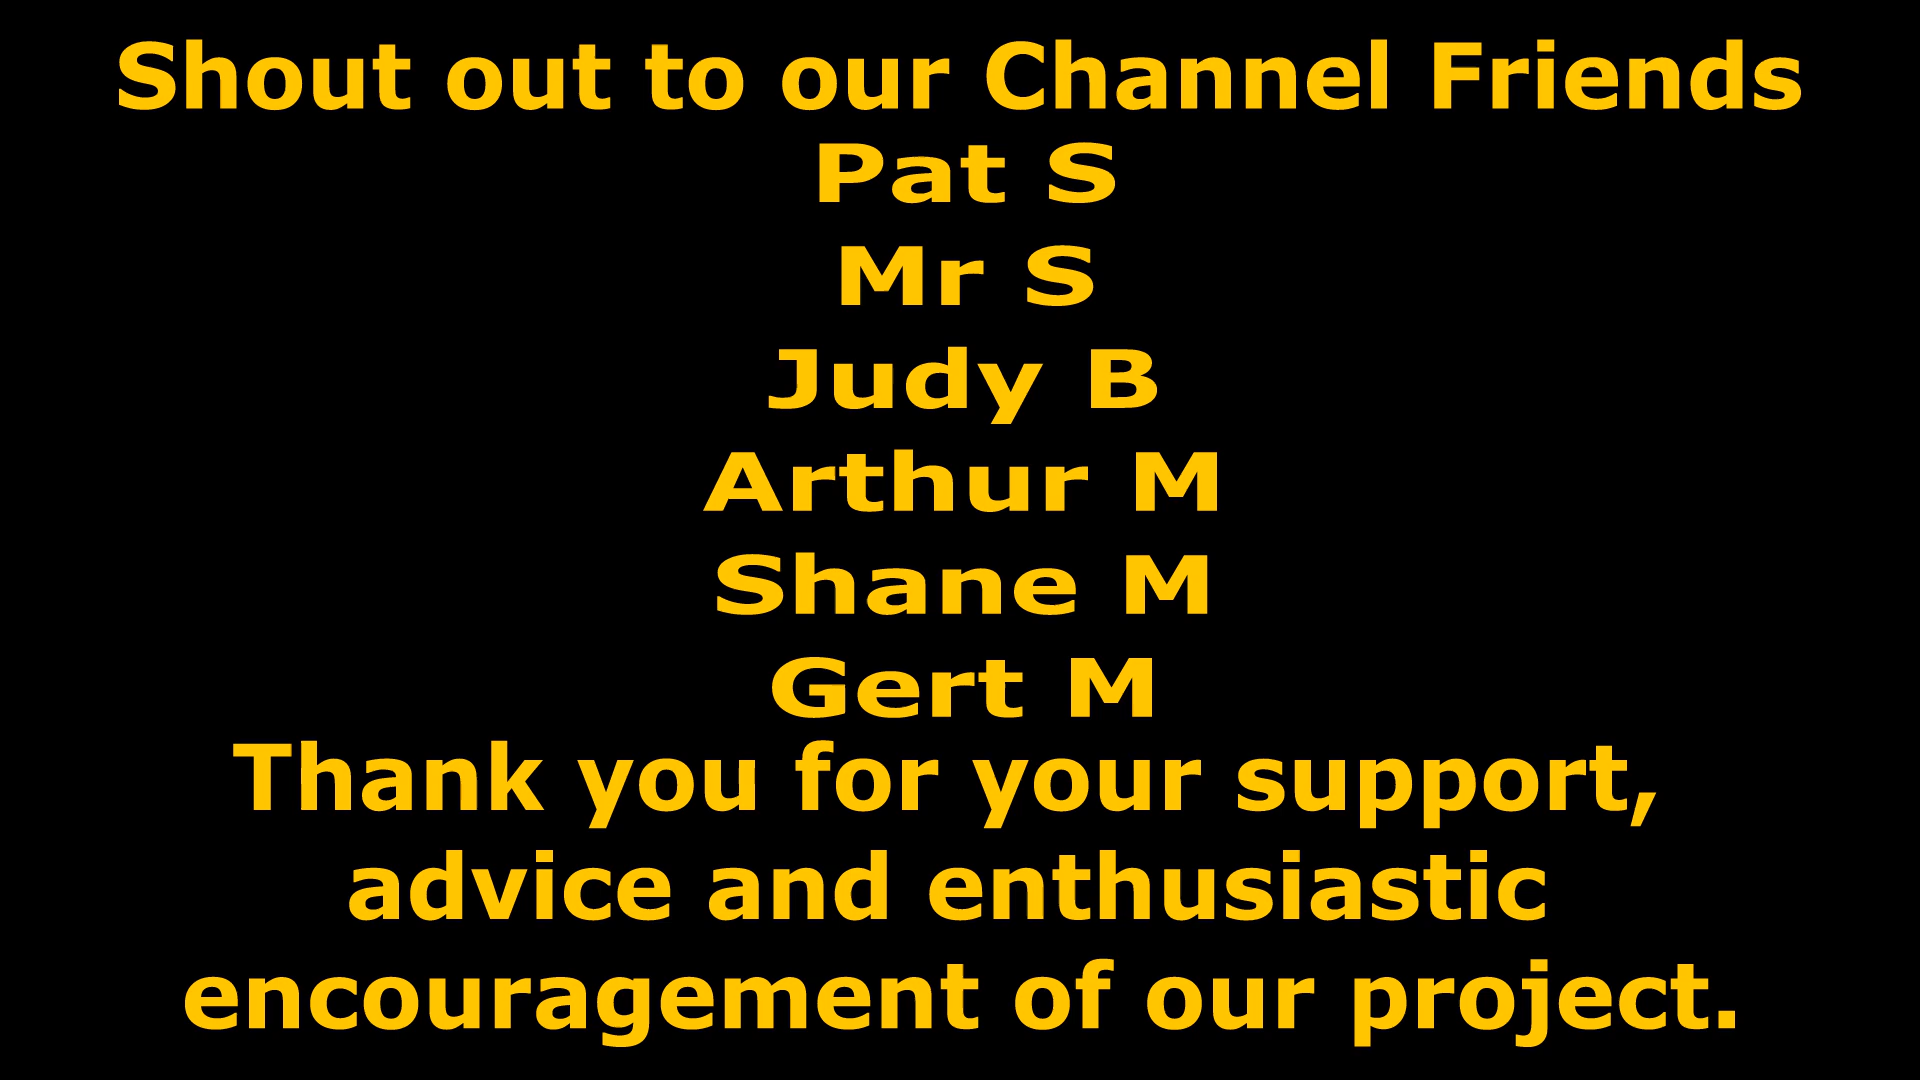 Shout out to our Channel Friends
Pat S
Mr S
Judy B
Arthur M
Shane M
Gert M
Thank you for your support,
advice and enthusiastic
encouragement of our project.